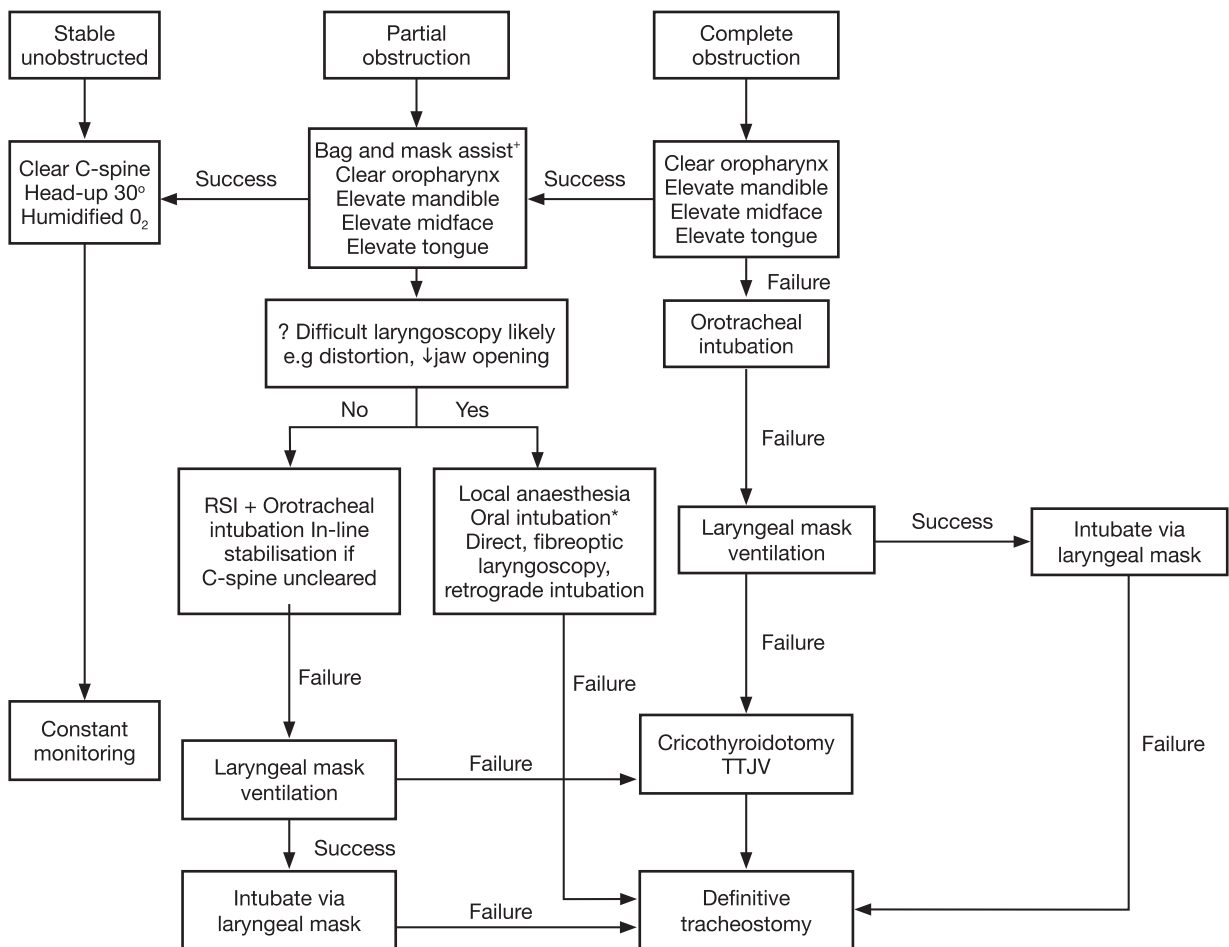 Stable
unobstructed
Partial
obstruction
Complete
obstruction
Clear C-spine
Head-up 30°
Humidified 0₂
Success
Bag and mask assist⁺
Clear oropharynx
Elevate mandible
Elevate midface
Elevate tongue
Success
Clear oropharynx
Elevate mandible
Elevate midface
Elevate tongue
Failure
? Difficult laryngoscopy likely
e.g distortion, ↓jaw opening
Orotracheal
intubation
No
Yes
Failure
RSI + Orotracheal
intubation In-line
stabilisation if
C-spine uncleared
Local anaesthesia
Oral intubation*
Direct, fibreoptic
laryngoscopy,
retrograde intubation
Laryngeal mask
ventilation
Success
Intubate via
laryngeal mask
Failure
Failure
Failure
Constant
monitoring
Cricothyroidotomy
TTJV
Failure
Laryngeal mask
ventilation
Failure
Success
Intubate via
laryngeal mask
Failure
Definitive
tracheostomy